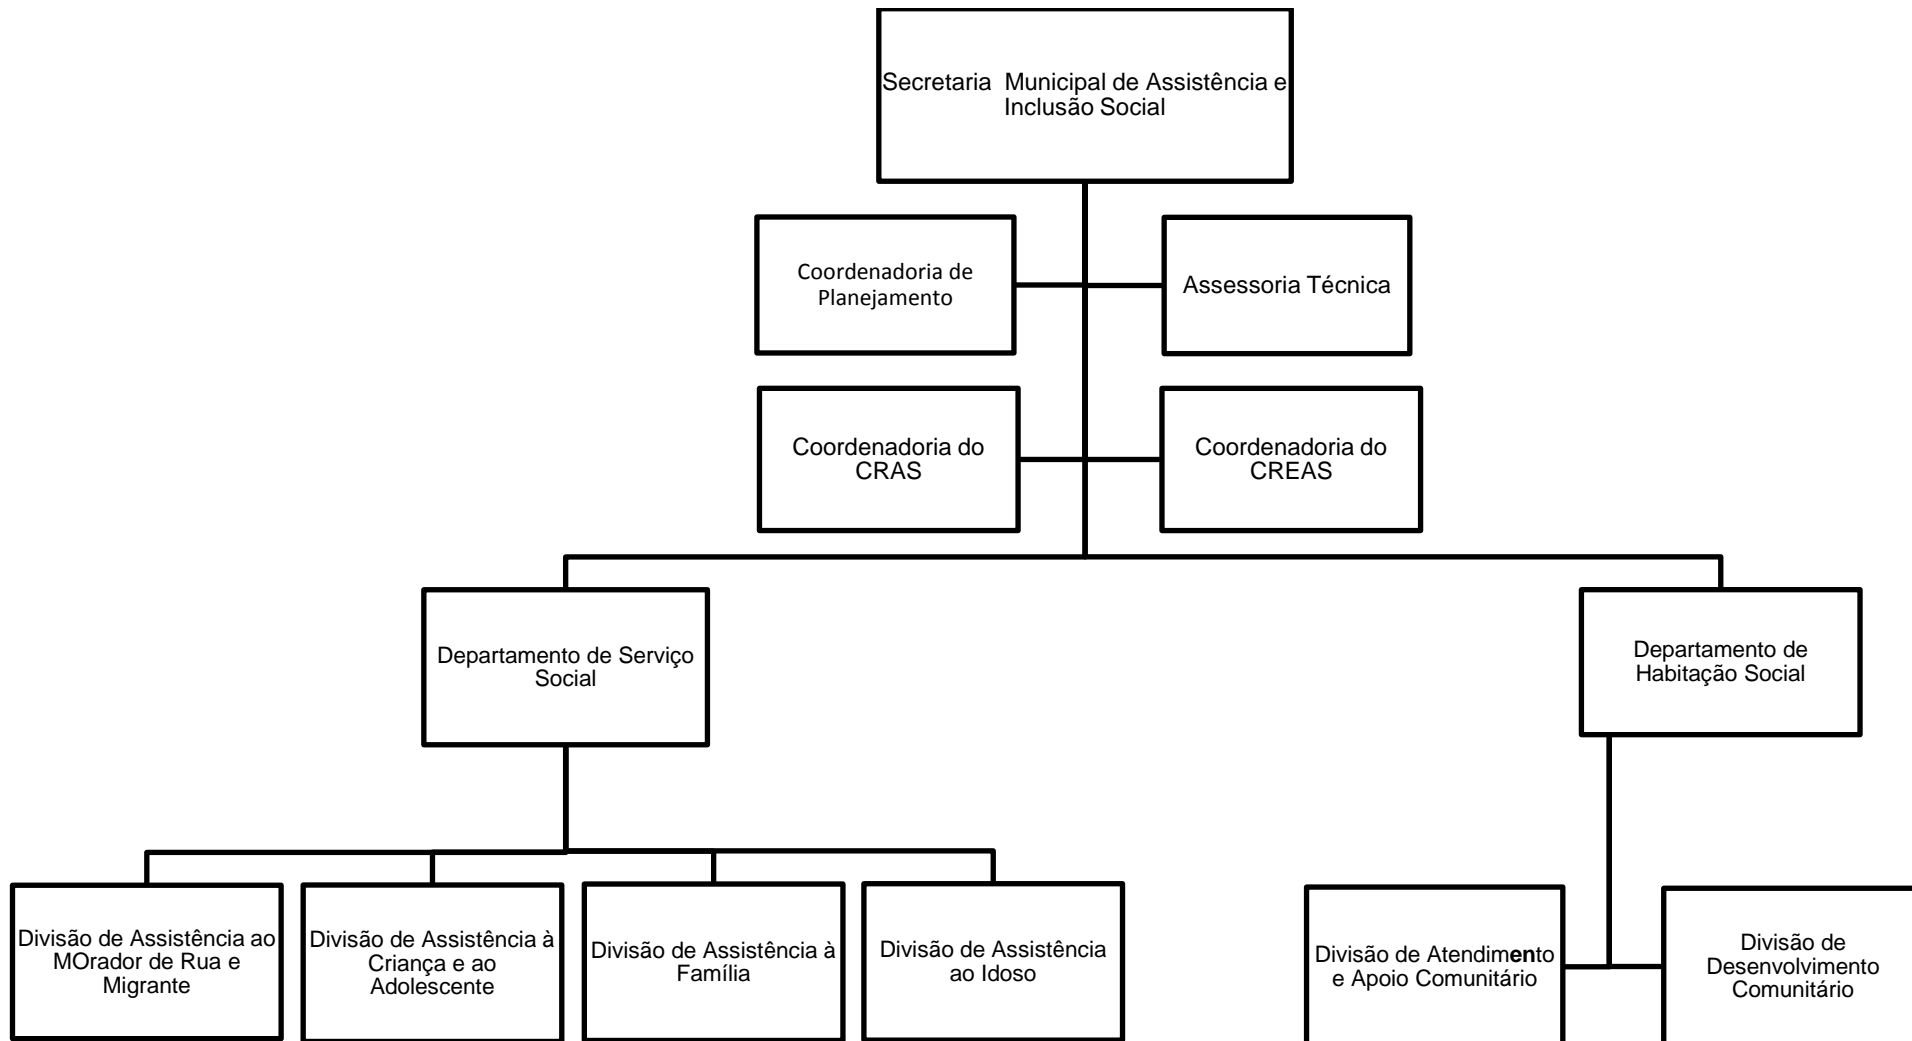 Secretaria  Municipal de Assistência e
Inclusão Social
Coordenadoria de
Planejamento
Assessoria Técnica
Coordenadoria do
CRAS
Coordenadoria do
CREAS
Departamento de Serviço
Social
Departamento de
Habitação Social
Divisão de Assistência ao
MOrador de Rua e
Migrante
Divisão de Assistência à
Criança e ao
Adolescente
Divisão de Assistência à
Família
Divisão de Assistência
ao Idoso
Divisão de Atendimento
e Apoio Comunitário
Divisão de
Desenvolvimento
Comunitário